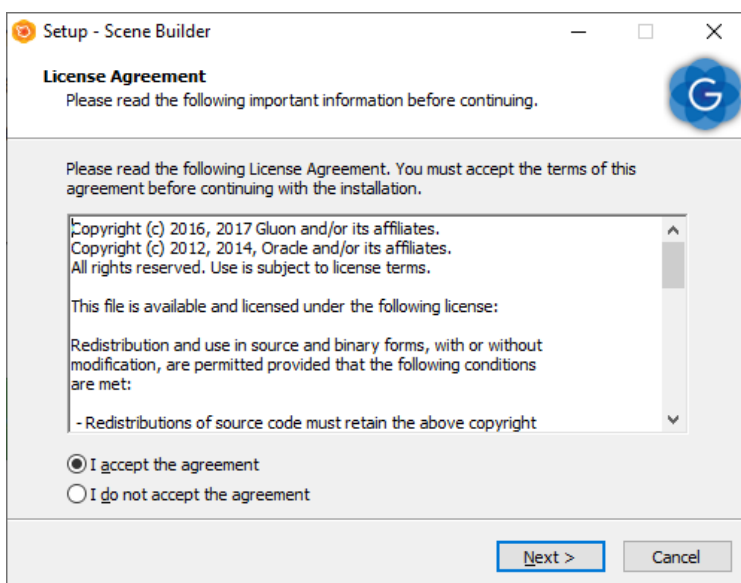 Setup - Scene Builder
License Agreement
Please read the following important information before continuing.
G
Please read the following License Agreement. You must accept the terms of this
agreement before continuing with the installation.
Copyright (c) 2016, 2017 Gluon and/or its affiliates.
Copyright (c) 2012, 2014, Oracle and/or its affiliates.
All rights reserved. Use is subject to license terms.
This file is available and licensed under the following license:
Redistribution and use in source and binary forms, with or without
modification, are permitted provided that the following conditions
are met:
- Redistributions of source code must retain the above copyright
I accept the agreement
I do not accept the agreement
Next >
Cancel